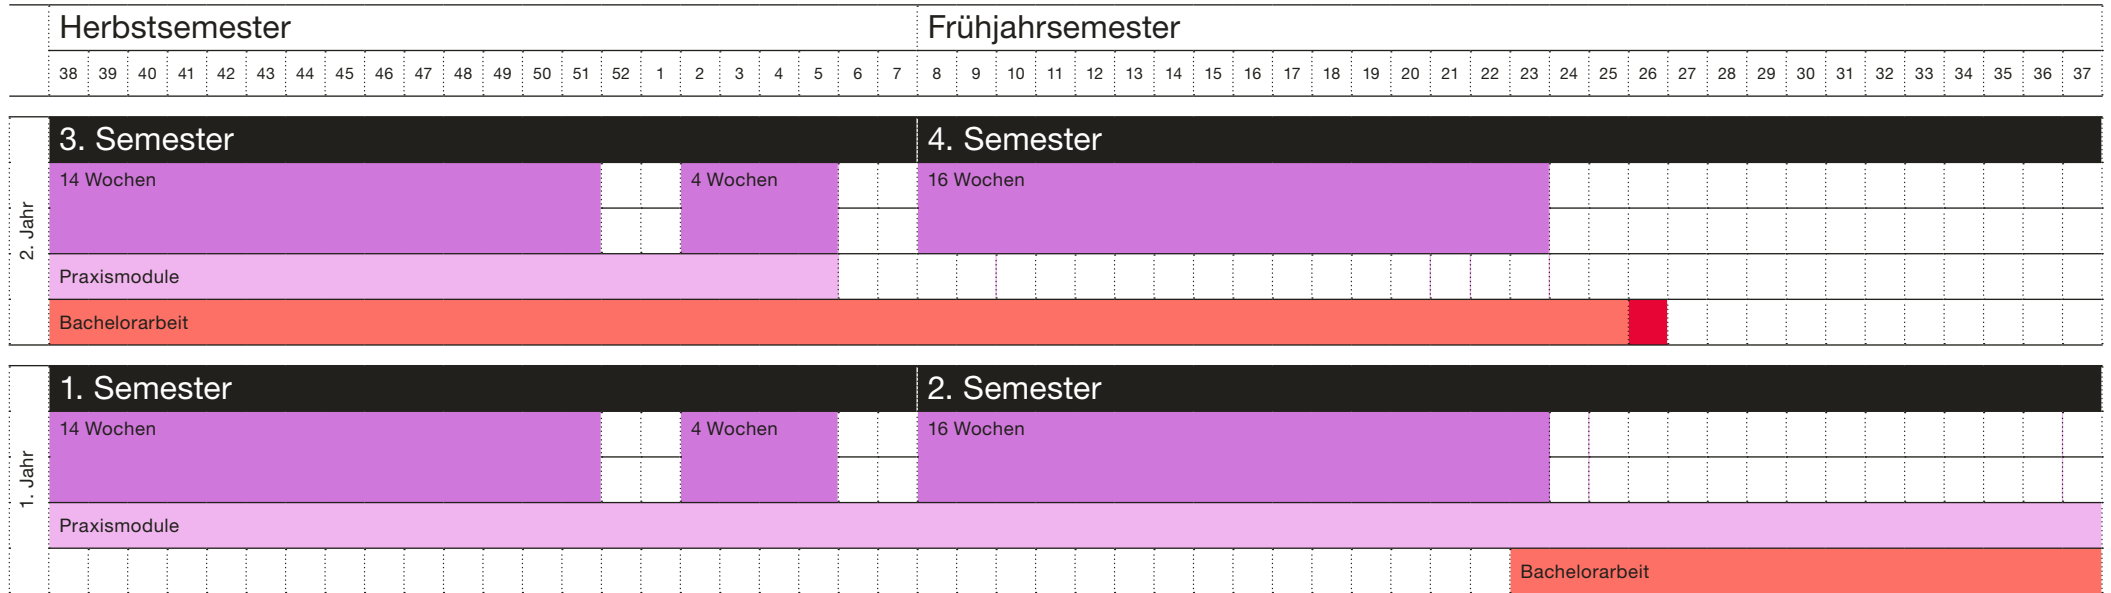 Herbstsemester Frühjahrsemester
38 39 40 41 42 43 44 45 46 47 48 49 50 51 52 1 2 3 4 5 6 7 8 9 10 11 12 13 14 15 16 17 18 19 20 21 22 23 24 25 26 27 28 29 30 31 32 33 34 35 36 37
2. Jahr
3. Semester 4. Semester
14 Wochen 4 Wochen 16 Wochen
Praxismodule
Bachelorarbeit
1. Jahr
1. Semester 2. Semester
14 Wochen 4 Wochen 16 Wochen
Praxismodule
Bachelorarbeit